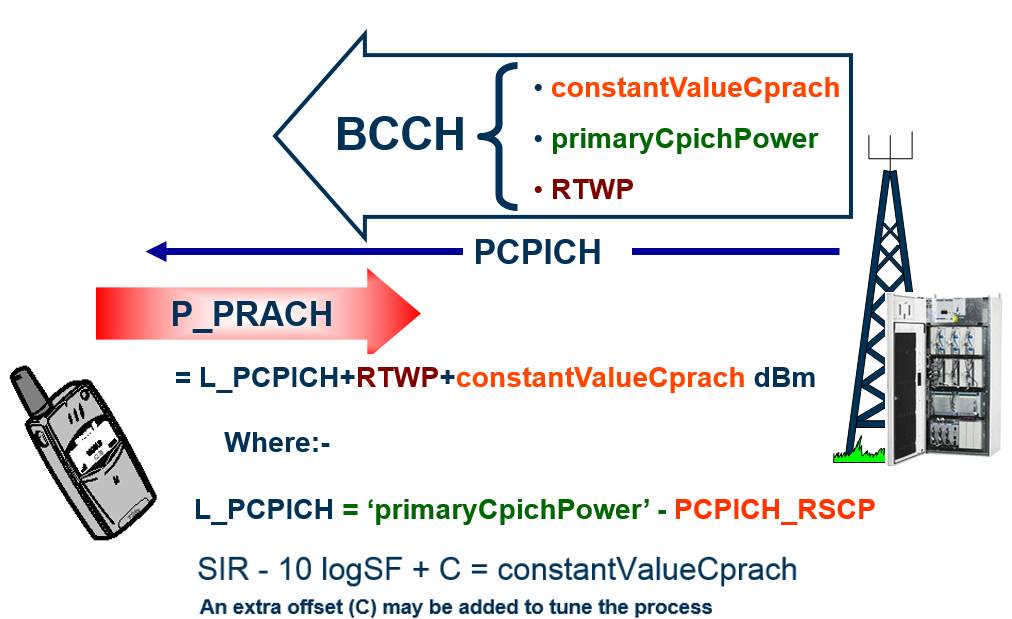 BCCH
• constantValueCprach
• primaryCpichPower
• RTWP
PCPICH
P_PRACH
= L_PCPICH+RTWP+constantValueCprach dBm
Where:-
L_PCPICH = ‘primaryCpichPower’ - PCPICH_RSCP
SIR - 10 logSF + C = constantValueCprach
An extra offset (C) may be added to tune the process